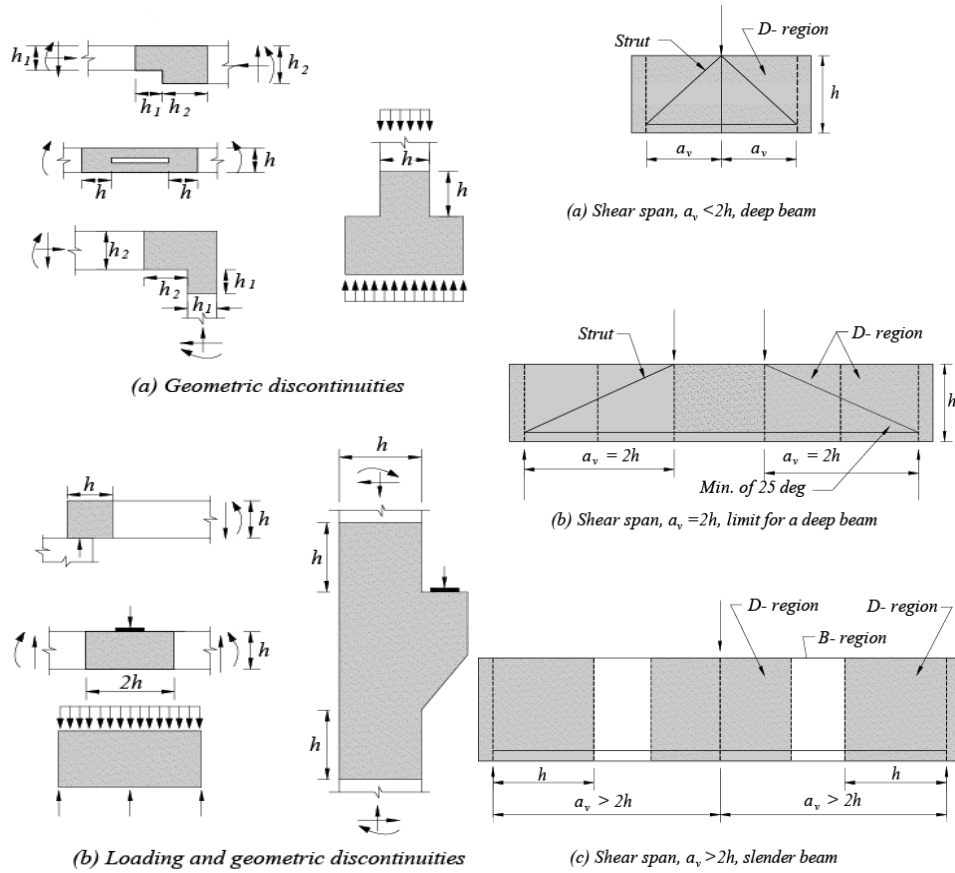 h₁
h₂
h₁
h₂
h
h
h
h₂
h₂
h₁
h₁
h
h
(a) Geometric discontinuities
h
h
h
2h
h
h
h
(b) Loading and geometric discontinuities
D- region
Strut
h
aᵥ
aᵥ
(a) Shear span, aᵥ <2h, deep beam
Strut
D- region
h
aᵥ = 2h
aᵥ = 2h
Min. of 25 deg
(b) Shear span, aᵥ =2h, limit for a deep beam
D- region
D- region
B- region
h
h
aᵥ > 2h
aᵥ > 2h
(c) Shear span, aᵥ >2h, slender beam